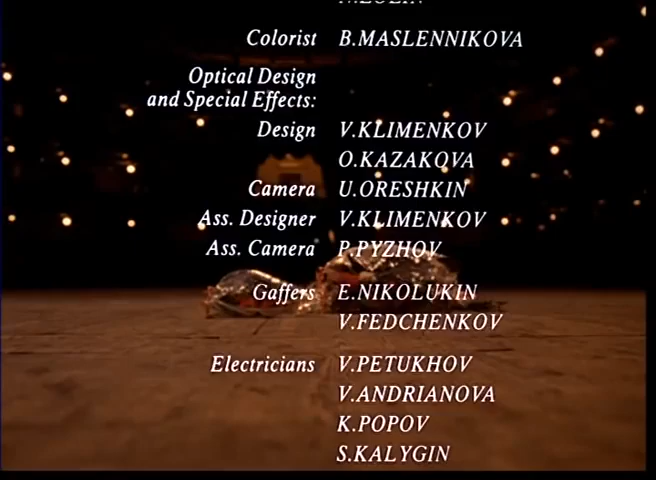 Colorist B.MASLENNIKOVA
Optical Design
and Special Effects:
Design V.KLIMENKOV
O.KAZAKOVA
Camera U.ORESHKIN
Ass. Designer V.KLIMENKOV
Ass. Camera P.PYZHOV
Gaffers E.NIKOLUKIN
V.FEDCHENKOV
Electricians V.PETUKHOV
V.ANDRIANOVA
K.POPOV
S.KALYGIN